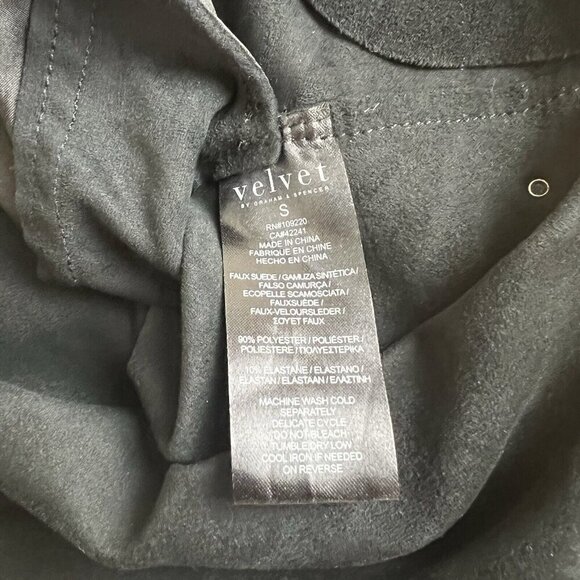 velvet
BY GRAHAM & SPENCER
S
RN#109220
CA#42241
MADE IN CHINA
FABRIQUE EN CHINE
HECHO EN CHINA
FAUX SUEDE / GAMUZA SINTÉTICA /
FALSO CAMURÇA /
ECOPELLE SCAMOSCIATA /
FAUXSUÈDE /
FAUX-VELOURSLEDER /
ΣΟΥΕΤ FAUX
90% POLYESTER / POLIÉSTER /
POLIESTERE / ΠΟΛΥΕΣΤΕΡΙΚΑ
10% ELASTANE / ELASTANO /
ELASTAN / ELASTAAN / ΕΛΑΣΤΙΝΗ
MACHINE WASH COLD
SEPARATELY
DELICATE CYCLE
DO NOT BLEACH
TUMBLE DRY LOW
COOL IRON IF NEEDED
ON REVERSE